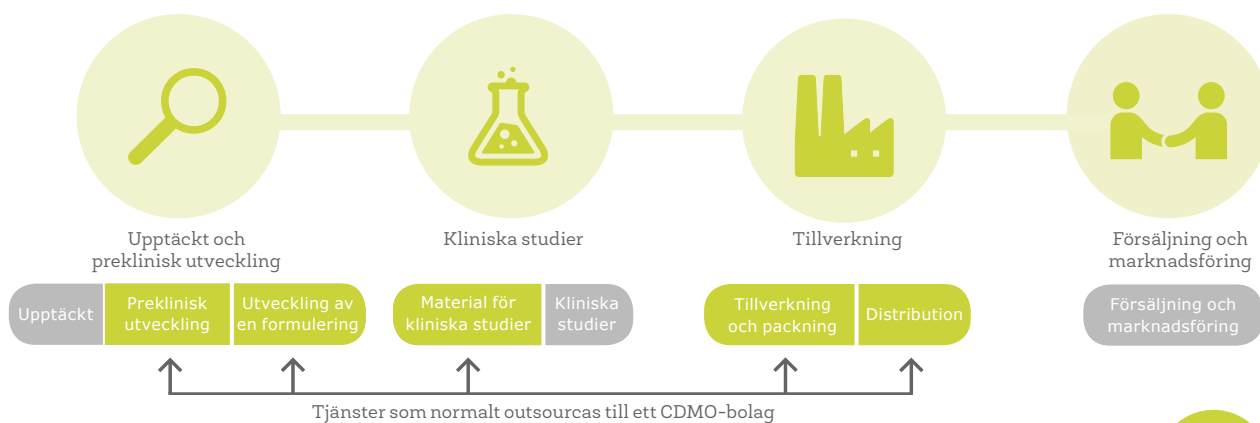 Upptäckt och
preklinisk utveckling
Kliniska studier
Tillverkning
Försäljning och
marknadsföring
Upptäckt
Preklinisk
utveckling
Utveckling av
en formulering
Material för
kliniska studier
Kliniska
studier
Tillverkning
och packning
Distribution
Försäljning och
marknadsföring
Tjänster som normalt outsourcas till ett CDMO-bolag